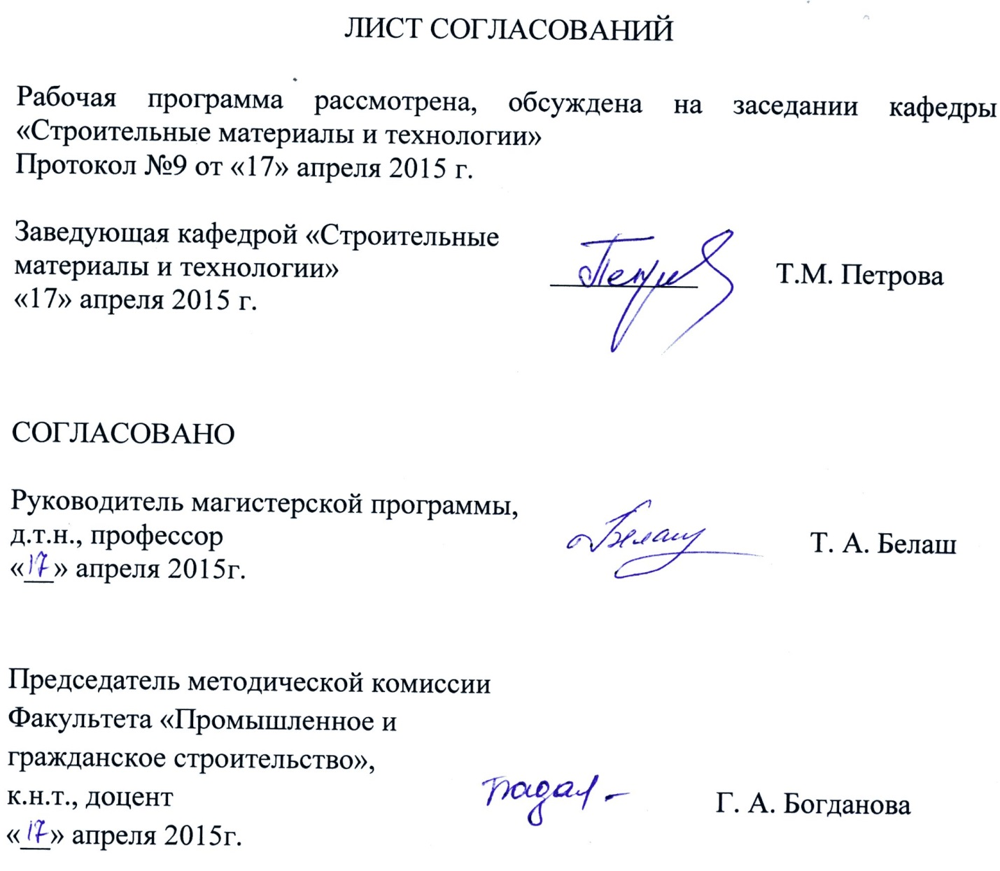 ЛИСТ СОГЛАСОВАНИЙ
Рабочая программа рассмотрена, обсуждена на заседании кафедры
«Строительные материалы и технологии»
Протокол №9 от «17» апреля 2015 г.
Заведующая кафедрой «Строительные
материалы и технологии»
Т.М. Петрова
«17» апреля 2015 г.
СОГЛАСОВАНО
Руководитель магистерской программы,
д.т.н., профессор
Белаш Т. А. Белаш
«17» апреля 2015г.
Председатель методической комиссии
Факультета «Промышленное и
гражданское строительство»,
к.н.т., доцент
Г. А. Богданова
«17» апреля 2015г.